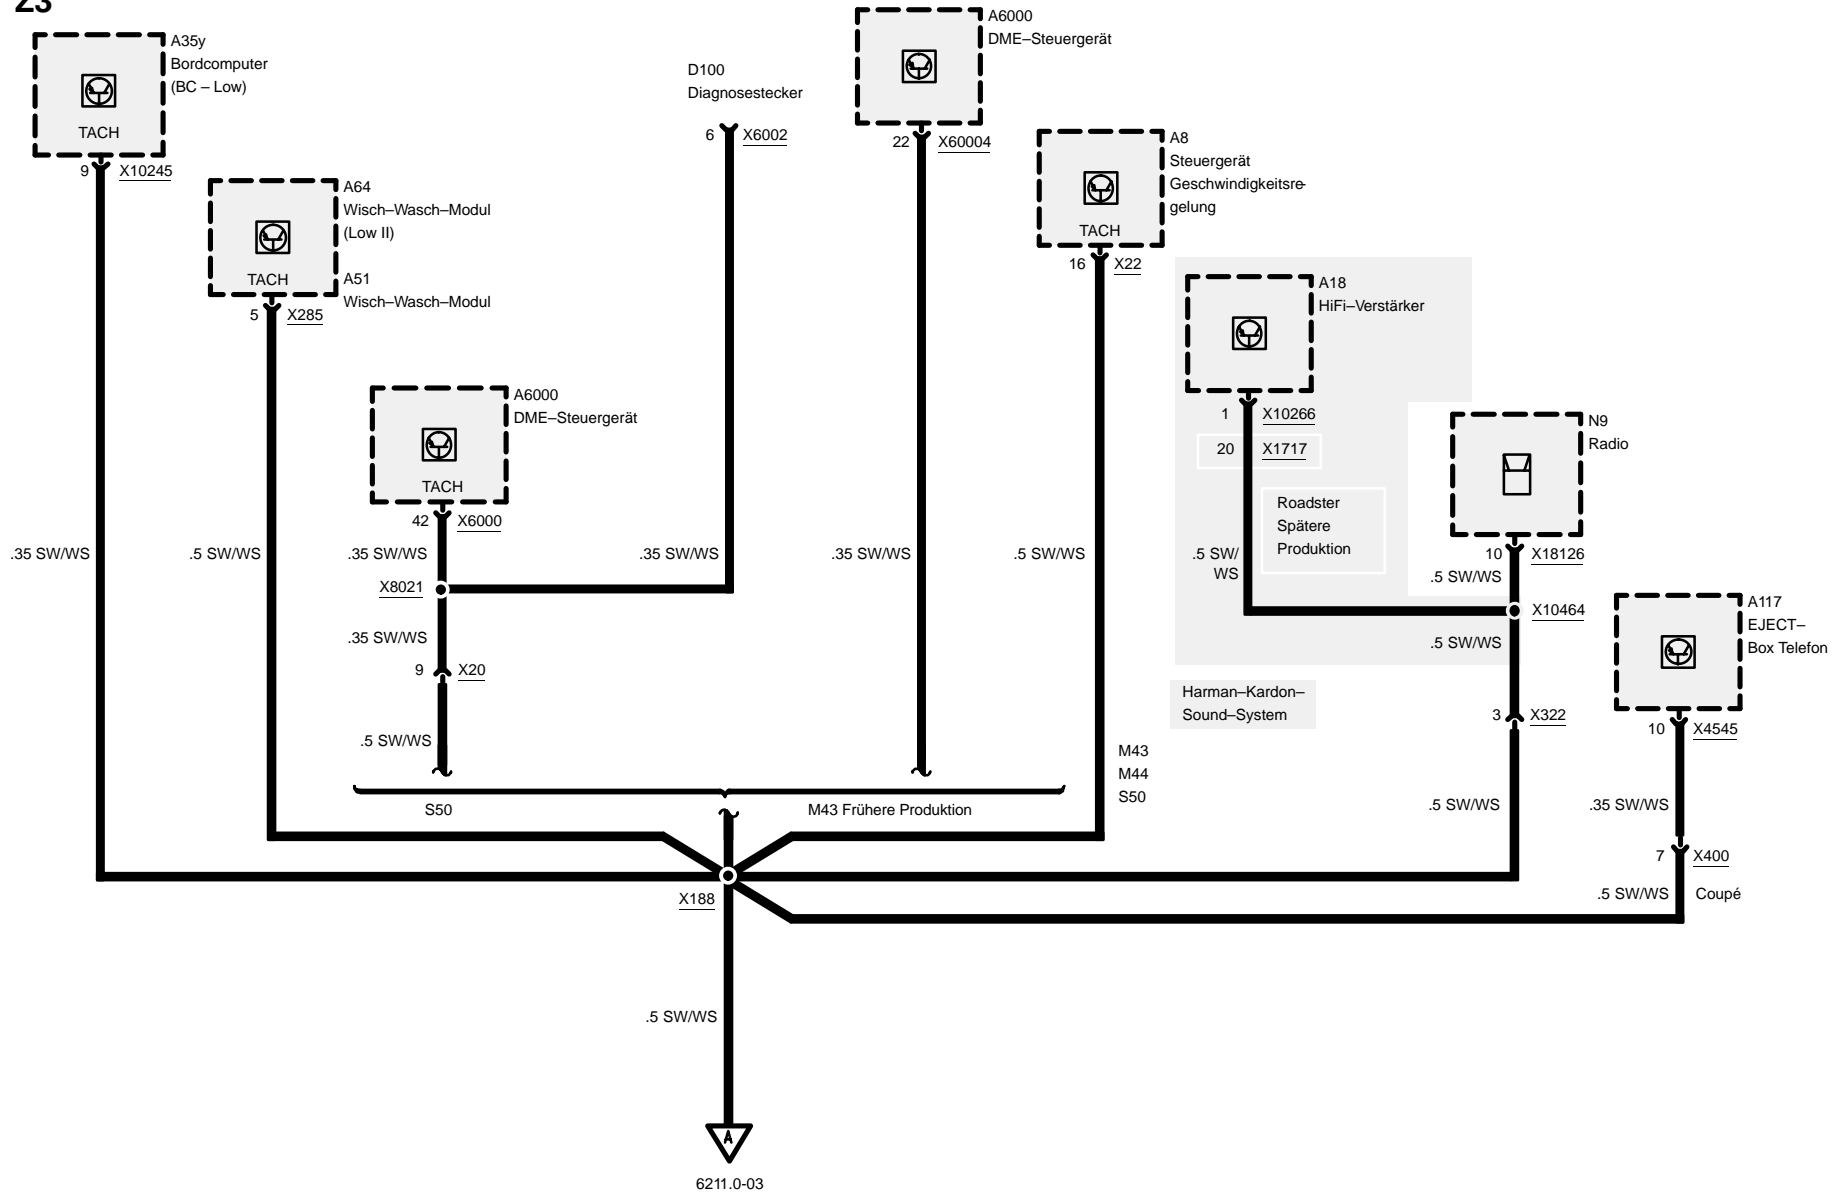 Z3
A35y
Bordcomputer
(BC – Low)
TACH
9 X10245
A64
Wisch–Wasch–Modul
(Low II)
TACH
A51
Wisch–Wasch–Modul
5 X285
D100
Diagnosestecker
6 X6002
A6000
DME–Steuergerät
22 X60004
A8
Steuergerät
Geschwindigkeitsre-
gelung
TACH
16 X22
A18
HiFi–Verstärker
1 X10266
20 X1717
Roadster
Spätere
Produktion
N9
Radio
10 X18126
A6000
DME–Steuergerät
TACH
42 X6000
.35 SW/WS
.5 SW/WS
.35 SW/WS
.35 SW/WS
.35 SW/WS
.5 SW/WS
.5 SW/
WS
.5 SW/WS
X8021
X10464
.35 SW/WS
.5 SW/WS
9 X20
A117
EJECT–
Box Telefon
Harman–Kardon–
Sound–System
3 X322
10 X4545
.5 SW/WS
M43
M44
S50
S50
M43 Frühere Produktion
.5 SW/WS
.35 SW/WS
7 X400
.5 SW/WS
Coupé
X188
.5 SW/WS
A
6211.0-03